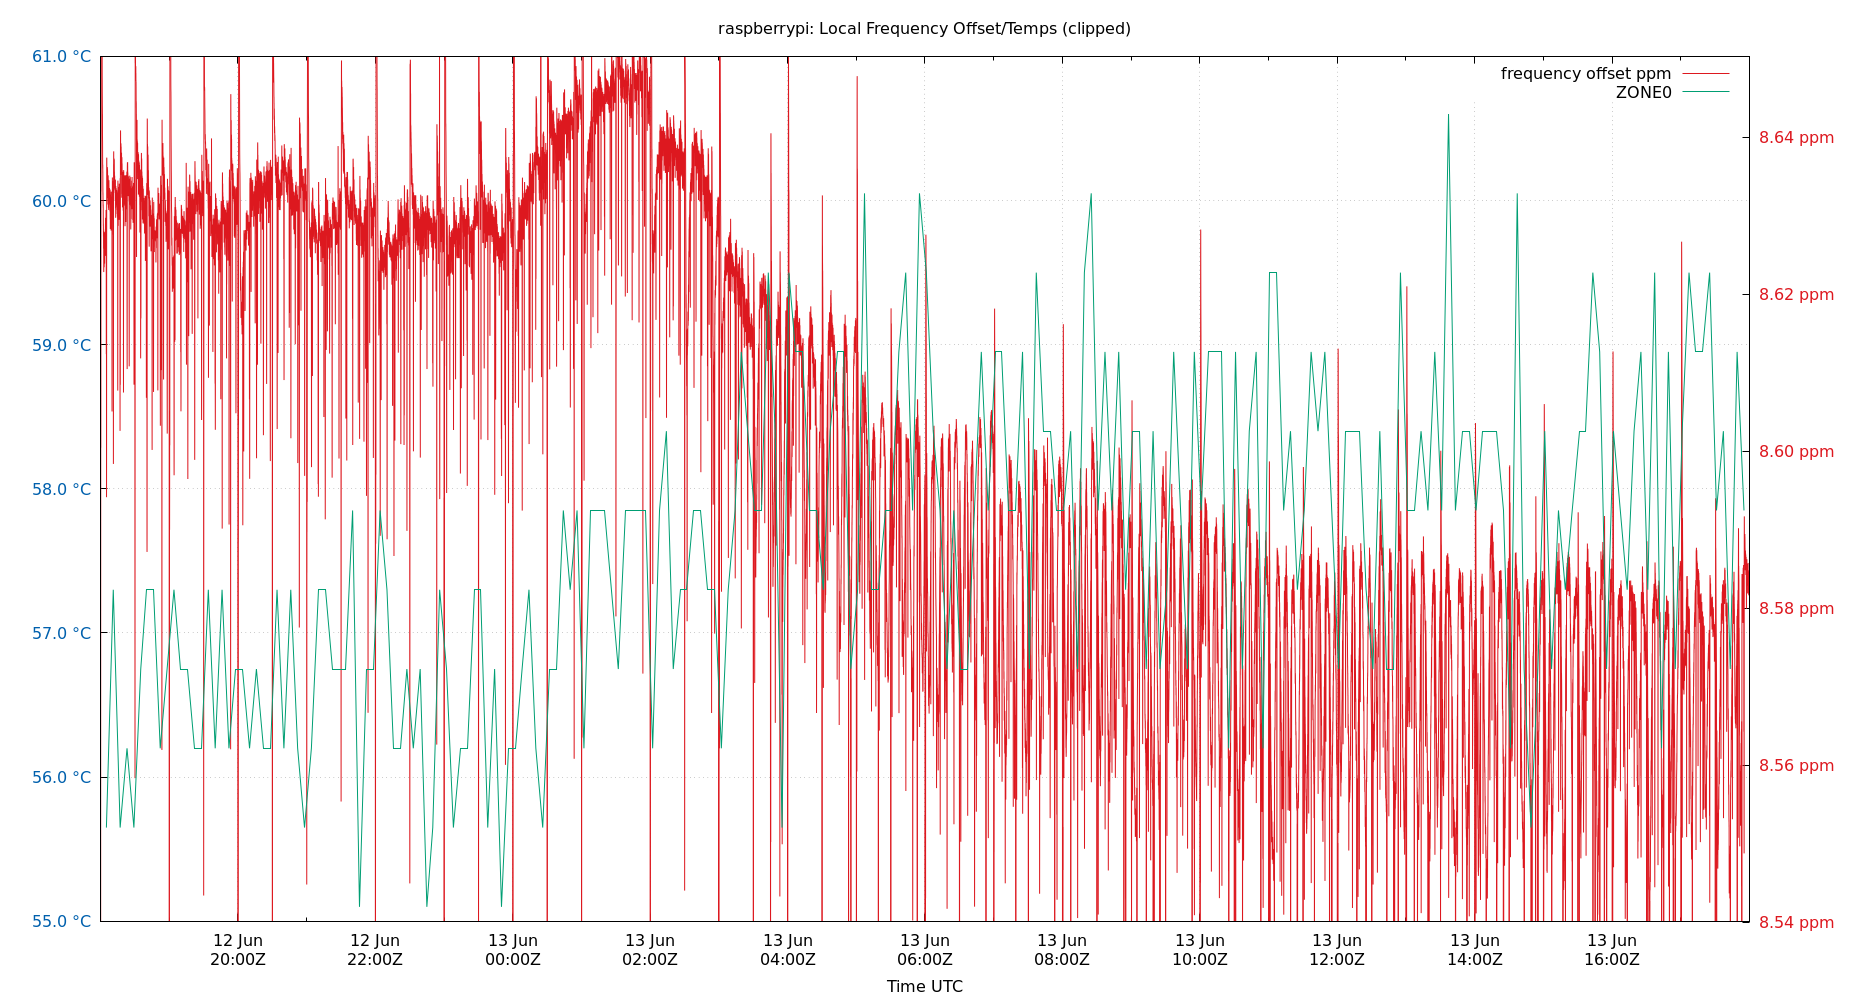 raspberrypi: Local Frequency Offset/Temps (clipped)
frequency offset ppm
ZONE0
61.0 °C
60.0 °C
59.0 °C
58.0 °C
57.0 °C
56.0 °C
55.0 °C
8.64 ppm
8.62 ppm
8.60 ppm
8.58 ppm
8.56 ppm
8.54 ppm
12 Jun
20:00Z
12 Jun
22:00Z
13 Jun
00:00Z
13 Jun
02:00Z
13 Jun
04:00Z
13 Jun
06:00Z
13 Jun
08:00Z
13 Jun
10:00Z
13 Jun
12:00Z
13 Jun
14:00Z
13 Jun
16:00Z
Time UTC